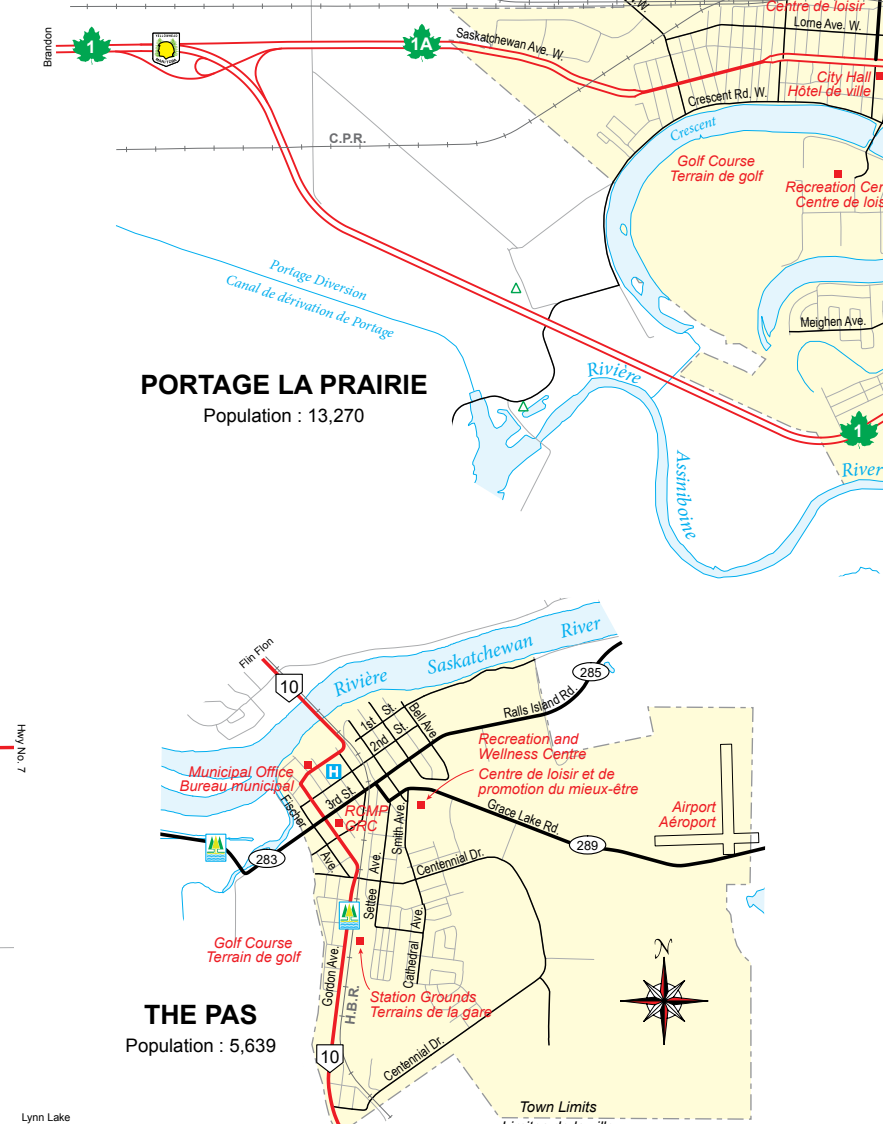 Centre de loisir
Lorne Ave. W.
Brandon
1
YELLOWHEAD
MANITOBA
1A
Saskatchewan Ave. W.
City Hall
Hôtel de ville
Crescent Rd. W.
C.P.R.
Crescent
Golf Course
Terrain de golf
Recreation Cen
Centre de lois
Portage Diversion
Canal de dérivation de Portage
Meighen Ave.
PORTAGE LA PRAIRIE
Population : 13,270
Rivière
Assiniboine
River
1
Flin Flon
10
Rivière Saskatchewan River
285
Ralls Island Rd.
1st St.
2nd St.
Bell Ave
Hwy No. 7
Municipal Office
Bureau municipal
H
Recreation and
Wellness Centre
Centre de loisir et de
promotion du mieux-être
3rd St.
Fischer Ave.
RCMP
GRC
Smith Ave.
Grace Lake Rd.
Airport
Aéroport
283
289
Centennial Dr.
Settee Ave.
Cathedral Ave.
Golf Course
Terrain de golf
Gordon Ave.
H.B.R.
Station Grounds
Terrains de la gare
N
THE PAS
Population : 5,639
10
Centennial Dr.
Town Limits
Lynn Lake